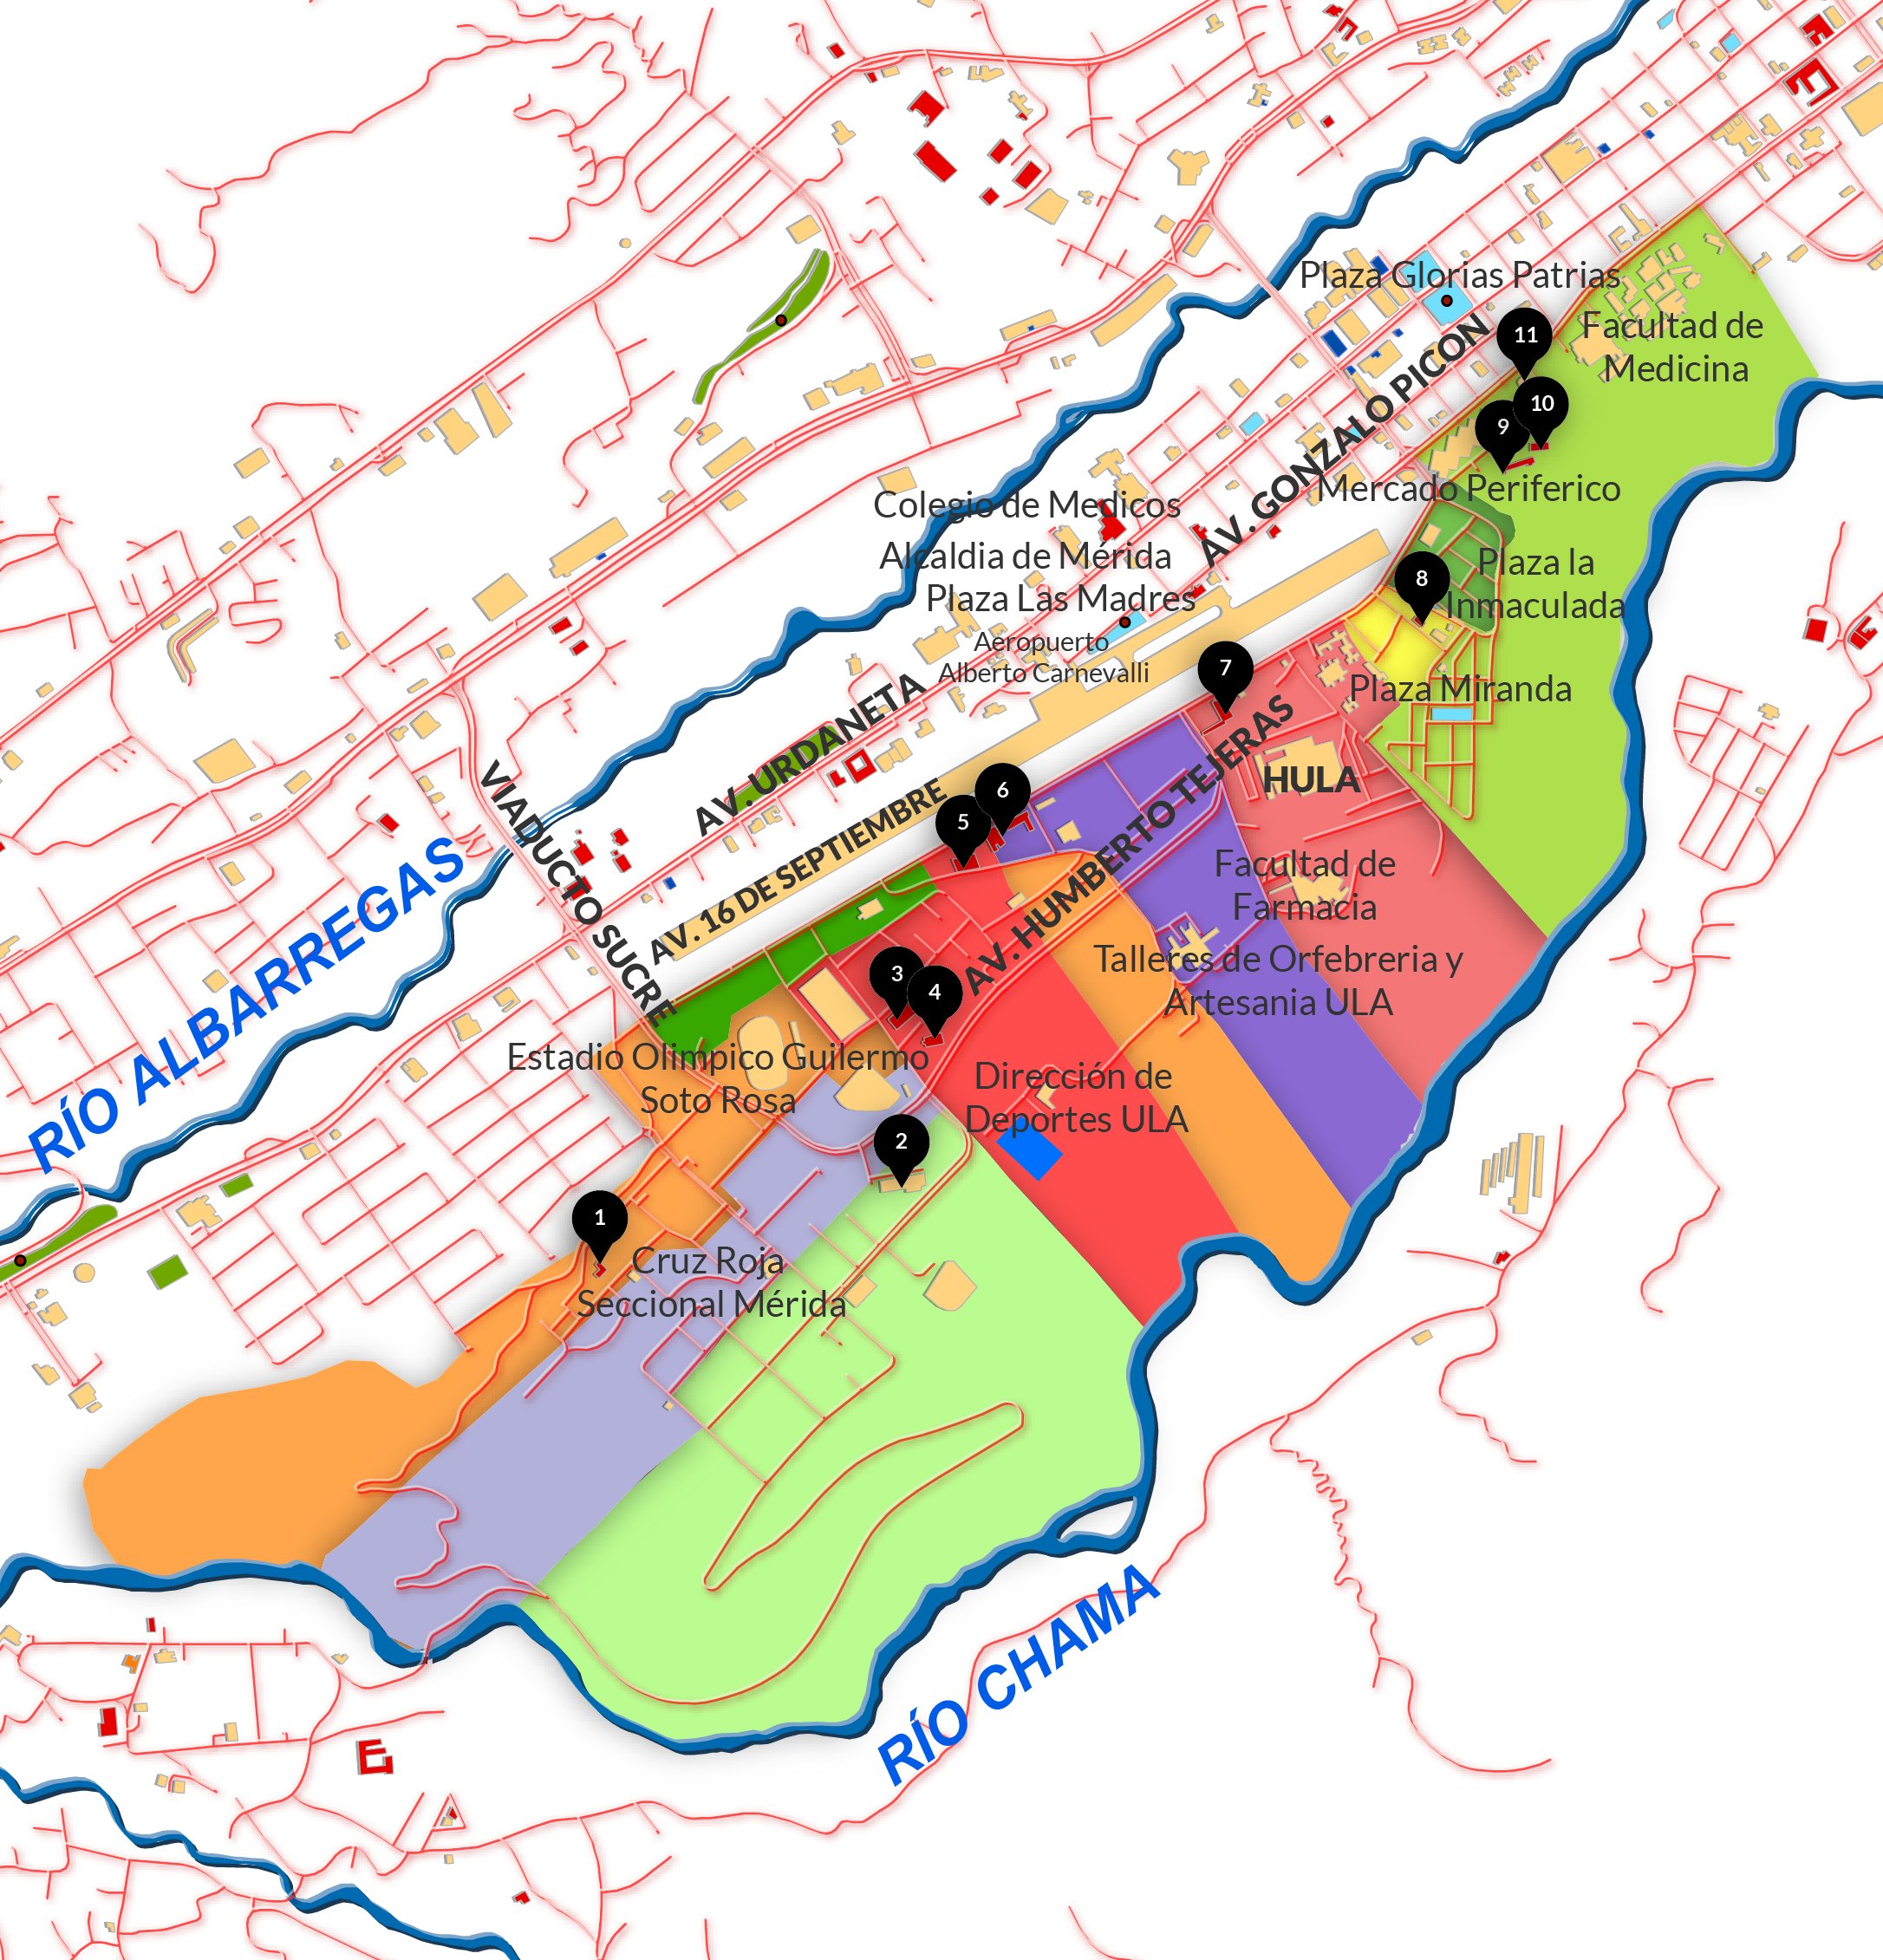 Plaza Glorias Patrias
11
Facultad de
Medicina
10
9
AV. GONZALO PICON
Mercado Periferico
Colegio de Medicos
Alcaldia de Mérida
Plaza Las Madres
Aeropuerto
Alberto Carnevalli
8
Plaza la
Inmaculada
7
Plaza Miranda
AV. URDANETA
HULA
6
5
AV. 16 DE SEPTIEMBRE
AV. HUMBERTO TEJERAS
VIADUCTO SUCRE
Facultad de
Farmacia
RÍO ALBARREGAS
3
4
Talleres de Orfebreria y
Artesania ULA
Estadio Olimpico Guilermo
Soto Rosa
Dirección de
Deportes ULA
2
1
Cruz Roja
Seccional Mérida
RÍO CHAMA